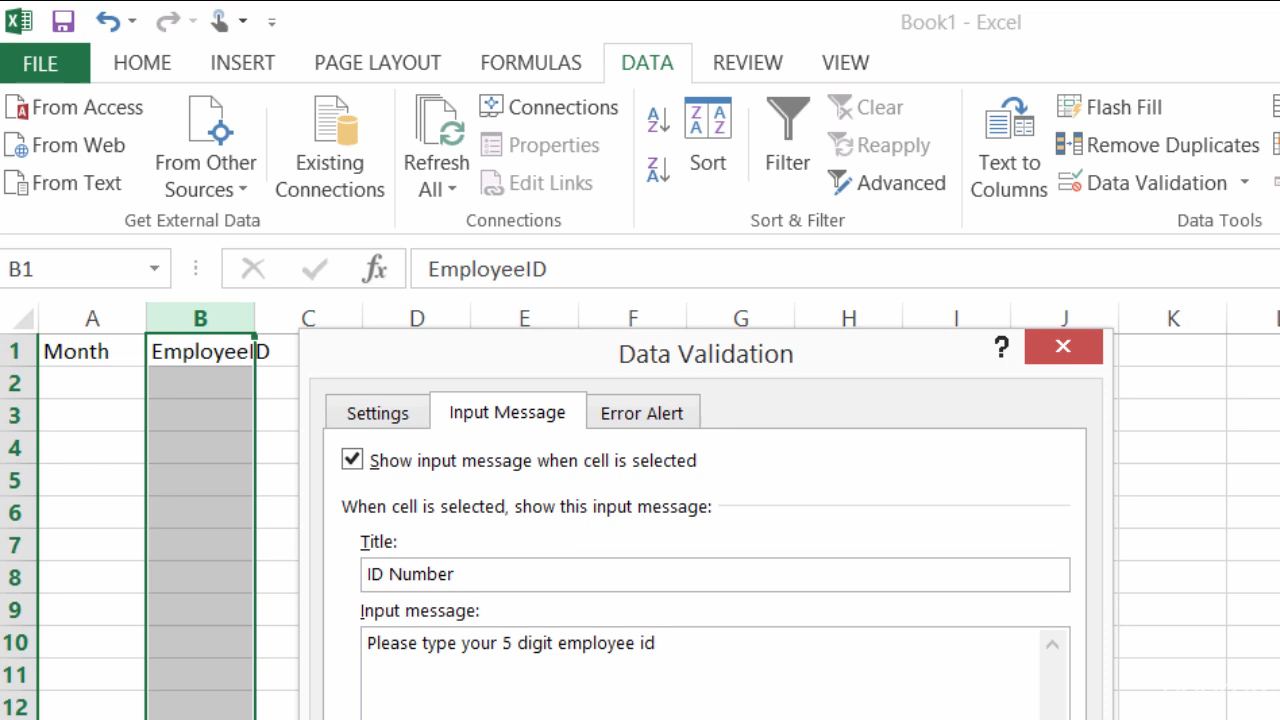 Book1 - Excel
FILE HOME INSERT PAGE LAYOUT FORMULAS DATA REVIEW VIEW
From Access
From Web
From Text
From Other
Sources
Existing
Connections
Get External Data
Refresh
All
Connections
Properties
Edit Links
Connections
Sort
Filter
Clear
Reapply
Advanced
Sort & Filter
Text to
Columns
Flash Fill
Remove Duplicates
Data Validation
Data Tools
B1
fx
EmployeeID
A B C D E F G H I J K
1 Month EmployeeID
2
3
4
5
6
7
8
9
10
11
12
Data Validation
?
Settings Input Message Error Alert
Show input message when cell is selected
When cell is selected, show this input message:
Title:
ID Number
Input message:
Please type your 5 digit employee id